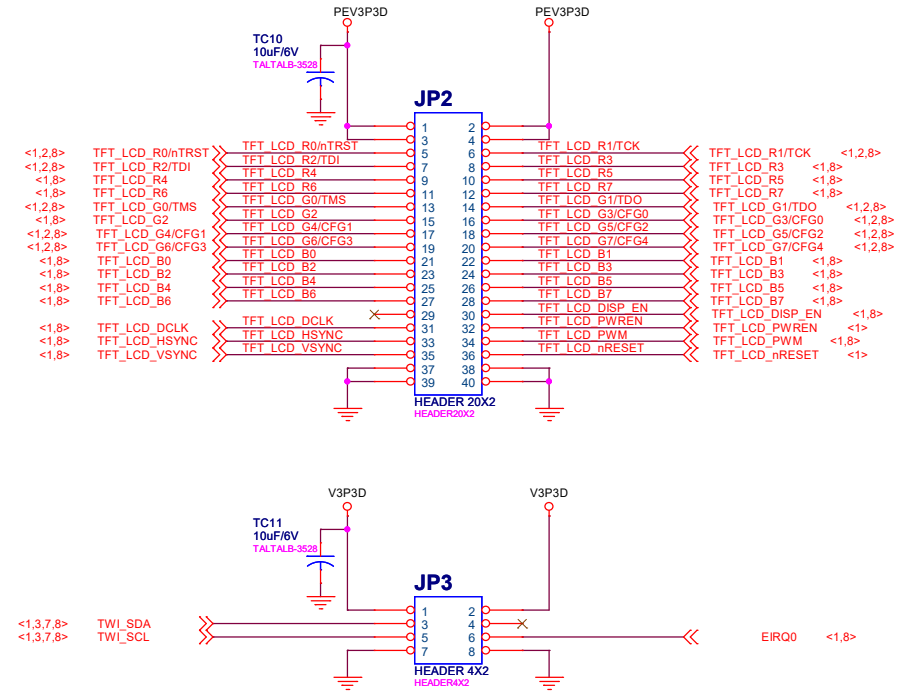 PEV3P3D PEV3P3D
TC10
10uF/6V
TALTALB-3528
JP2
1 2
3 4
<1,2,8> TFT_LCD_R0/nTRST TFT_LCD_R0/nTRST 5 6 TFT_LCD_R1/TCK TFT_LCD_R1/TCK <1,2,8>
<1,2,8> TFT_LCD_R2/TDI TFT_LCD_R2/TDI 7 8 TFT_LCD_R3 TFT_LCD_R3 <1,8>
<1,8> TFT_LCD_R4 TFT_LCD_R4 9 10 TFT_LCD_R5 TFT_LCD_R5 <1,8>
<1,8> TFT_LCD_R6 TFT_LCD_R6 11 12 TFT_LCD_R7 TFT_LCD_R7 <1,8>
<1,2,8> TFT_LCD_G0/TMS TFT_LCD_G0/TMS 13 14 TFT_LCD_G1/TDO TFT_LCD_G1/TDO <1,2,8>
<1,8> TFT_LCD_G2 TFT_LCD_G2 15 16 TFT_LCD_G3/CFG0 TFT_LCD_G3/CFG0 <1,2,8>
<1,2,8> TFT_LCD_G4/CFG1 TFT_LCD_G4/CFG1 17 18 TFT_LCD_G5/CFG2 TFT_LCD_G5/CFG2 <1,2,8>
<1,2,8> TFT_LCD_G6/CFG3 TFT_LCD_G6/CFG3 19 20 TFT_LCD_G7/CFG4 TFT_LCD_G7/CFG4 <1,2,8>
<1,8> TFT_LCD_B0 TFT_LCD_B0 21 22 TFT_LCD_B1 TFT_LCD_B1 <1,8>
<1,8> TFT_LCD_B2 TFT_LCD_B2 23 24 TFT_LCD_B3 TFT_LCD_B3 <1,8>
<1,8> TFT_LCD_B4 TFT_LCD_B4 25 26 TFT_LCD_B5 TFT_LCD_B5 <1,8>
<1,8> TFT_LCD_B6 TFT_LCD_B6 27 28 TFT_LCD_B7 TFT_LCD_B7 <1,8>
29 30 TFT_LCD_DISP_EN TFT_LCD_DISP_EN <1,8>
<1,8> TFT_LCD_DCLK TFT_LCD_DCLK 31 32 TFT_LCD_PWREN TFT_LCD_PWREN <1>
<1,8> TFT_LCD_HSYNC TFT_LCD_HSYNC 33 34 TFT_LCD_PWM TFT_LCD_PWM <1,8>
<1,8> TFT_LCD_VSYNC TFT_LCD_VSYNC 35 36 TFT_LCD_nRESET TFT_LCD_nRESET <1>
37 38
39 40
HEADER 20X2
HEADER20X2
V3P3D V3P3D
TC11
10uF/6V
TALTALB-3528
JP3
1 2
<1,3,7,8> TWI_SDA 3 4
<1,3,7,8> TWI_SCL 5 6 EIRQ0 <1,8>
7 8
HEADER 4X2
HEADER4X2